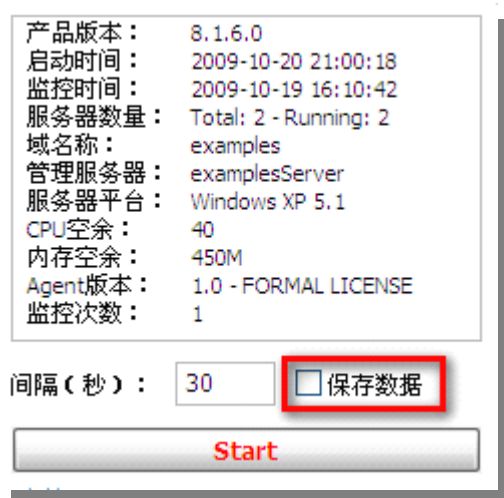 产品版本： 8.1.6.0
启动时间： 2009-10-20 21:00:18
监控时间： 2009-10-19 16:10:42
服务器数量： Total: 2 - Running: 2
域名称： examples
管理服务器： examplesServer
服务器平台： Windows XP 5.1
CPU空余： 40
内存空余： 450M
Agent版本： 1.0 - FORMAL LICENSE
监控次数： 1
间隔(秒)： 30 保存数据
Start